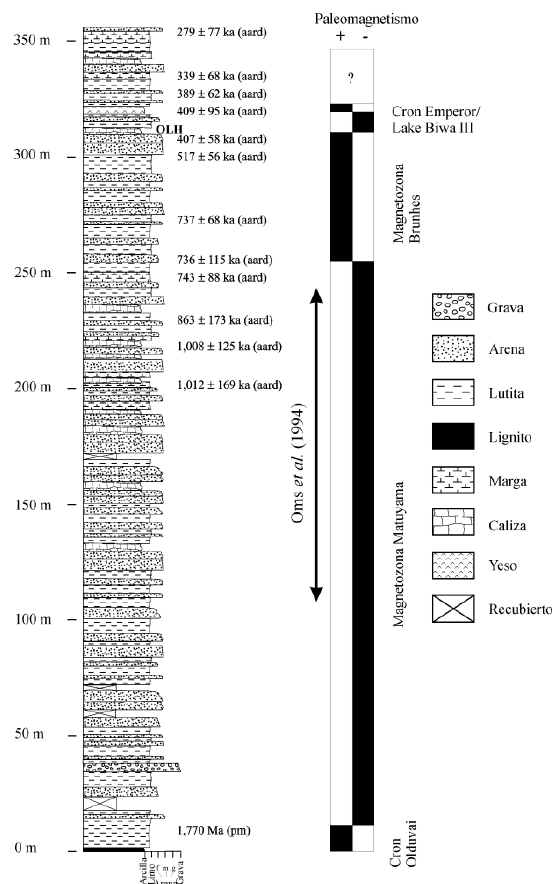 Paleomagnetismo
+ -
350 m
279 ± 77 ka (aard)
339 ± 68 ka (aard)
?
389 ± 62 ka (aard)
409 ± 95 ka (aard)
Cron Emperor/
Lake Biwa III
OLH
407 ± 58 ka (aard)
300 m
517 ± 56 ka (aard)
737 ± 68 ka (aard)
Magnetozona
Brunhes
736 ± 115 ka (aard)
250 m
743 ± 88 ka (aard)
863 ± 173 ka (aard)
1,008 ± 125 ka (aard)
200 m
1,012 ± 169 ka (aard)
Oms et al. (1994)
150 m
Magnetozona Matuyama
100 m
50 m
1,770 Ma (pm)
0 m
Cron
Olduvai
Grava
Arena
Lutita
Lignito
Marga
Caliza
Yeso
Recubierto
Arcilla
Limo
Grava